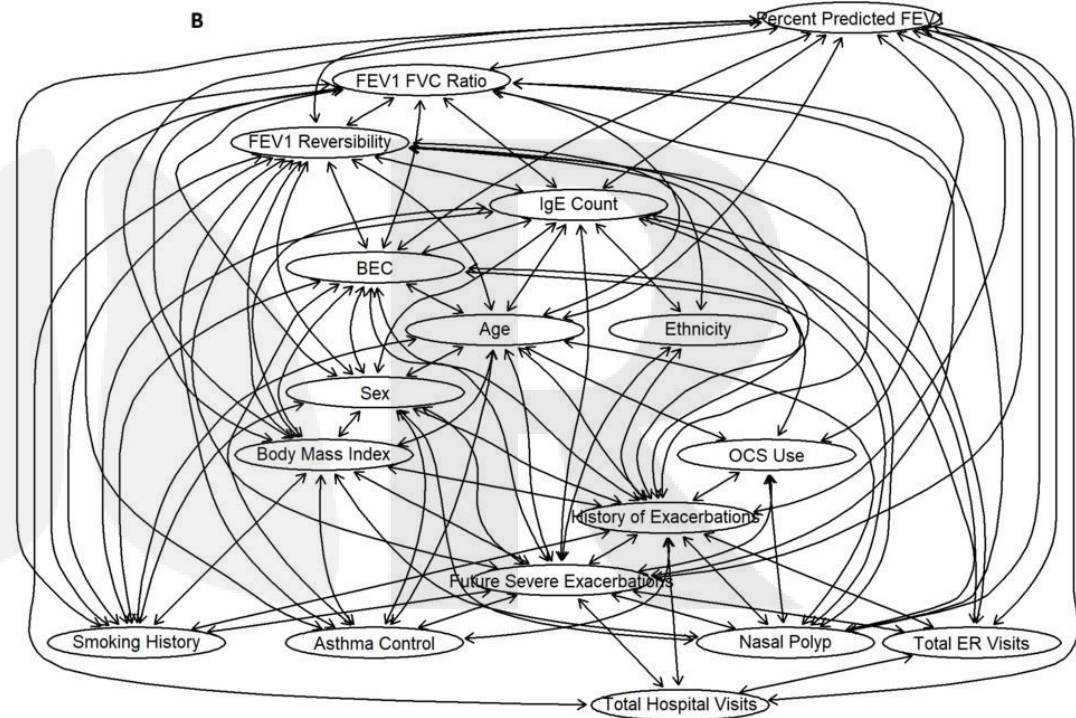 B
Percent Predicted FEV1
FEV1 FVC Ratio
FEV1 Reversibility
IgE Count
BEC
Age
Ethnicity
Sex
Body Mass Index
OCS Use
History of Exacerbations
Future Severe Exacerbations
Smoking History
Asthma Control
Nasal Polyp
Total ER Visits
Total Hospital Visits